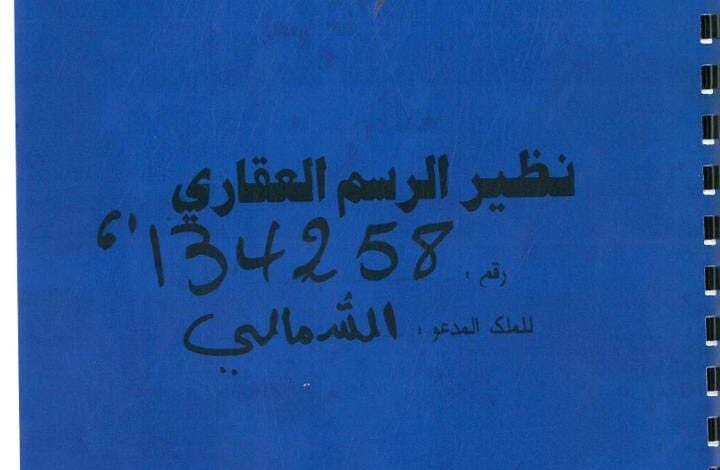 نظير الرسم العقاري
رقم : 134258
للملك المدعو : الشمالي